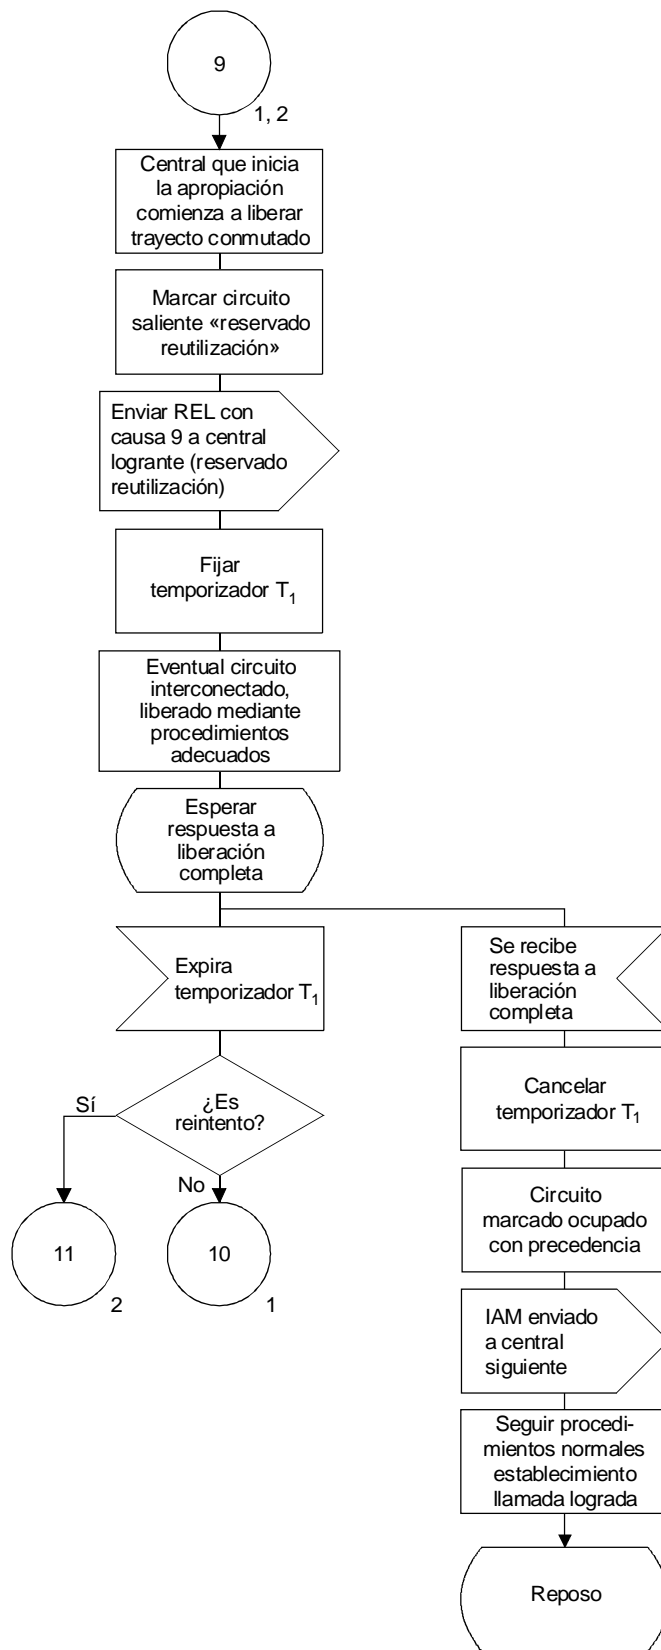 9
1, 2
Central que inicia
la apropiación
comienza a liberar
trayecto conmutado
Marcar circuito
saliente «reservado
reutilización»
Enviar REL con
causa 9 a central
logrante (reservado
reutilización)
Fijar
temporizador T1
Eventual circuito
interconectado,
liberado mediante
procedimientos
adecuados
Esperar
respuesta a
liberación
completa
Expira
temporizador T1
Se recibe
respuesta a
liberación
completa
¿Es
reintento?
Sí
No
11
2
10
1
Cancelar
temporizador T1
Circuito
marcado ocupado
con precedencia
IAM enviado
a central
siguiente
Seguir procedi-
mientos normales
establecimiento
llamada lograda
Reposo